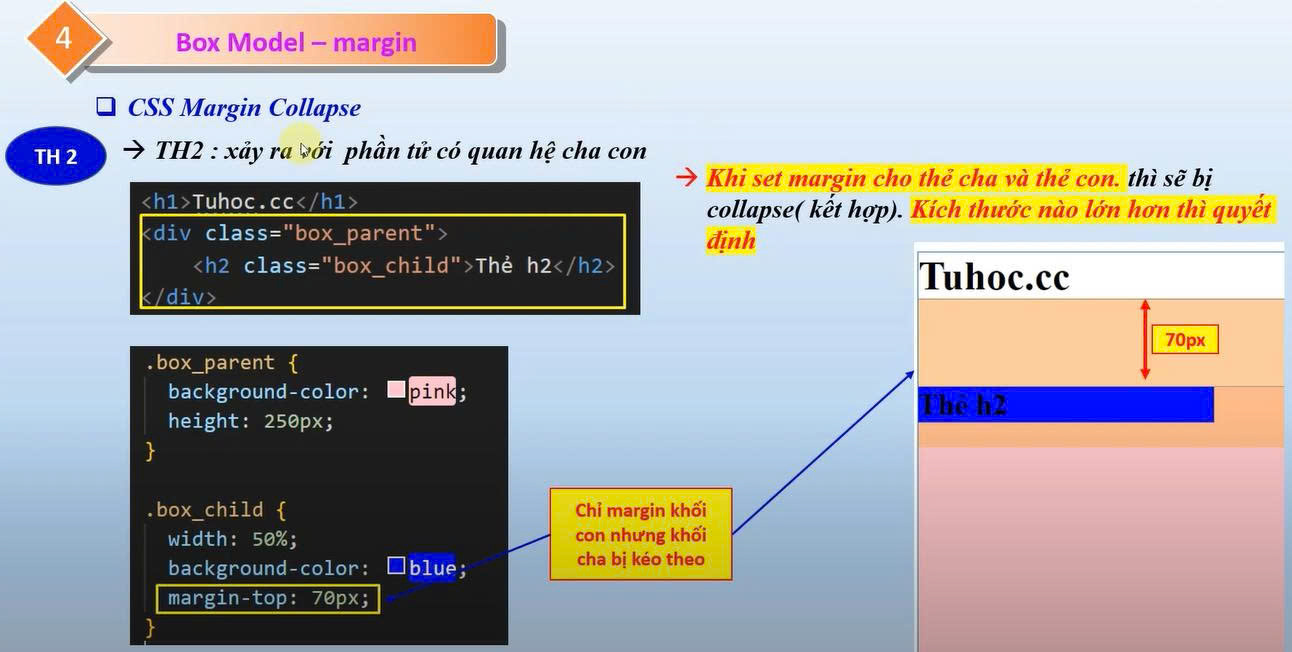 4
Box Model – margin
CSS Margin Collapse
TH 2
→ TH2 : xảy ra với phần tử có quan hệ cha con
<h1>Tuhoc.cc</h1>
<div class="box_parent">
<h2 class="box_child">Thẻ h2</h2>
</div>
→ Khi set margin cho thẻ cha và thẻ con. thì sẽ bị
collapse( kết hợp). Kích thước nào lớn hơn thì quyết
định
.box_parent {
background-color: pink;
height: 250px;
}
.box_child {
width: 50%;
background-color: blue;
margin-top: 70px;
}
Chỉ margin khối
con nhưng khối
cha bị kéo theo
Tuhoc.cc
70px
Thẻ h2